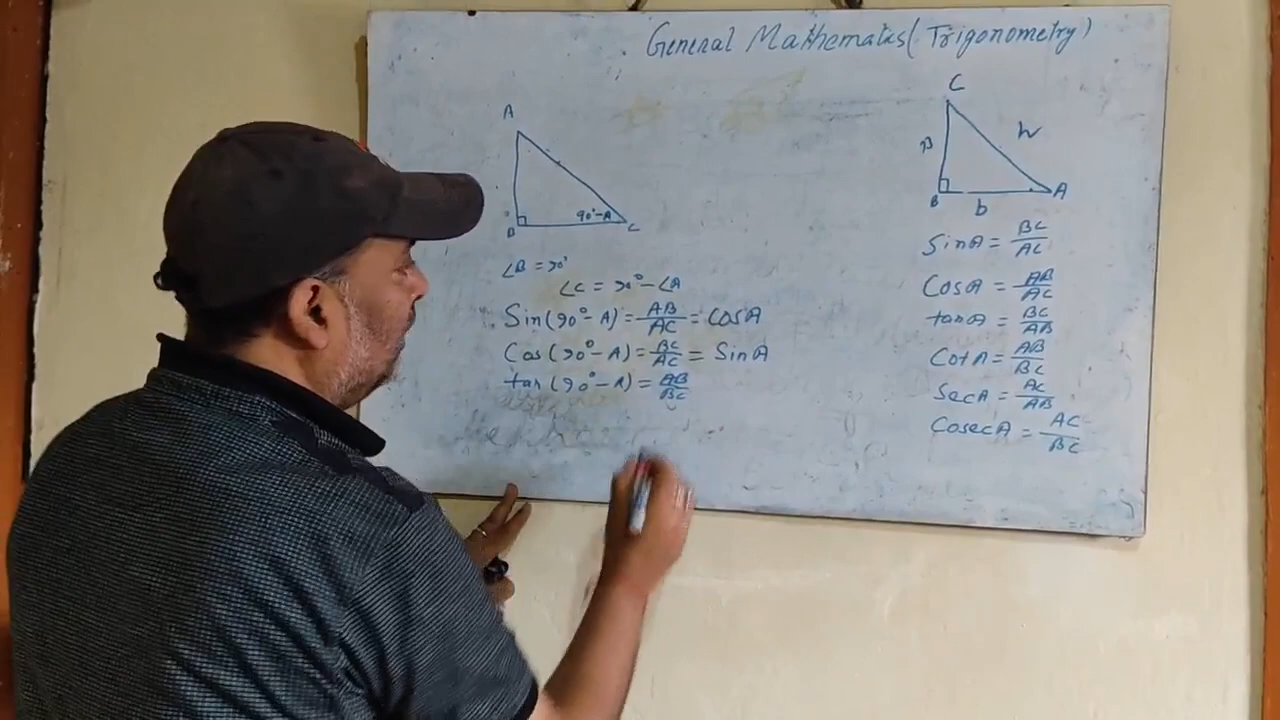 General Mathematics (Trigonometry)
A
B
90°-A
C
∠B = 90°
∠C = 90° - ∠A
Sin(90° - A) = AB/AC = CosA
Cos(90° - A) = BC/AC = SinA
tan(90° - A) = AB/BC
C
B
h
B
b
A
SinA = BC/AC
CosA = AB/AC
tanA = BC/AB
CotA = AB/BC
SecA = AC/AB
CosecA = AC/BC